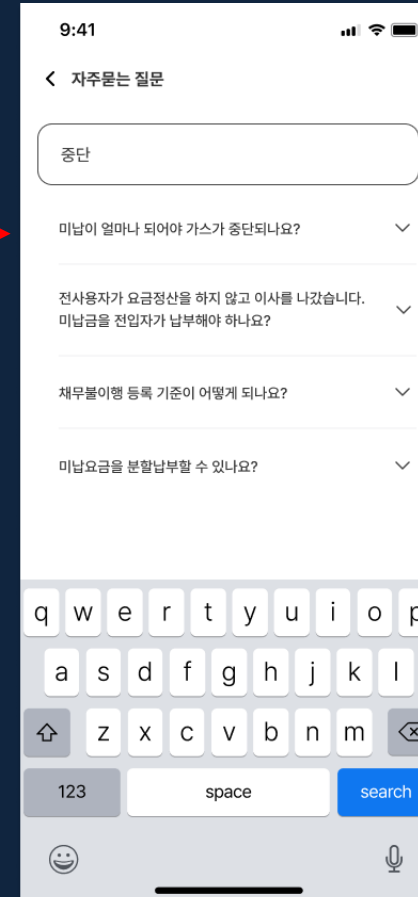 9:41
자주묻는 질문
중단
미납이 얼마나 되어야 가스가 중단되나요?
전사용자가 요금정산을 하지 않고 이사를 나갔습니다.
미납금을 전입자가 납부해야 하나요?
채무불이행 등록 기준이 어떻게 되나요?
미납요금을 분할납부할 수 있나요?
q w e r t y u i o p
a s d f g h j k l
z x c v b n m
123 space search